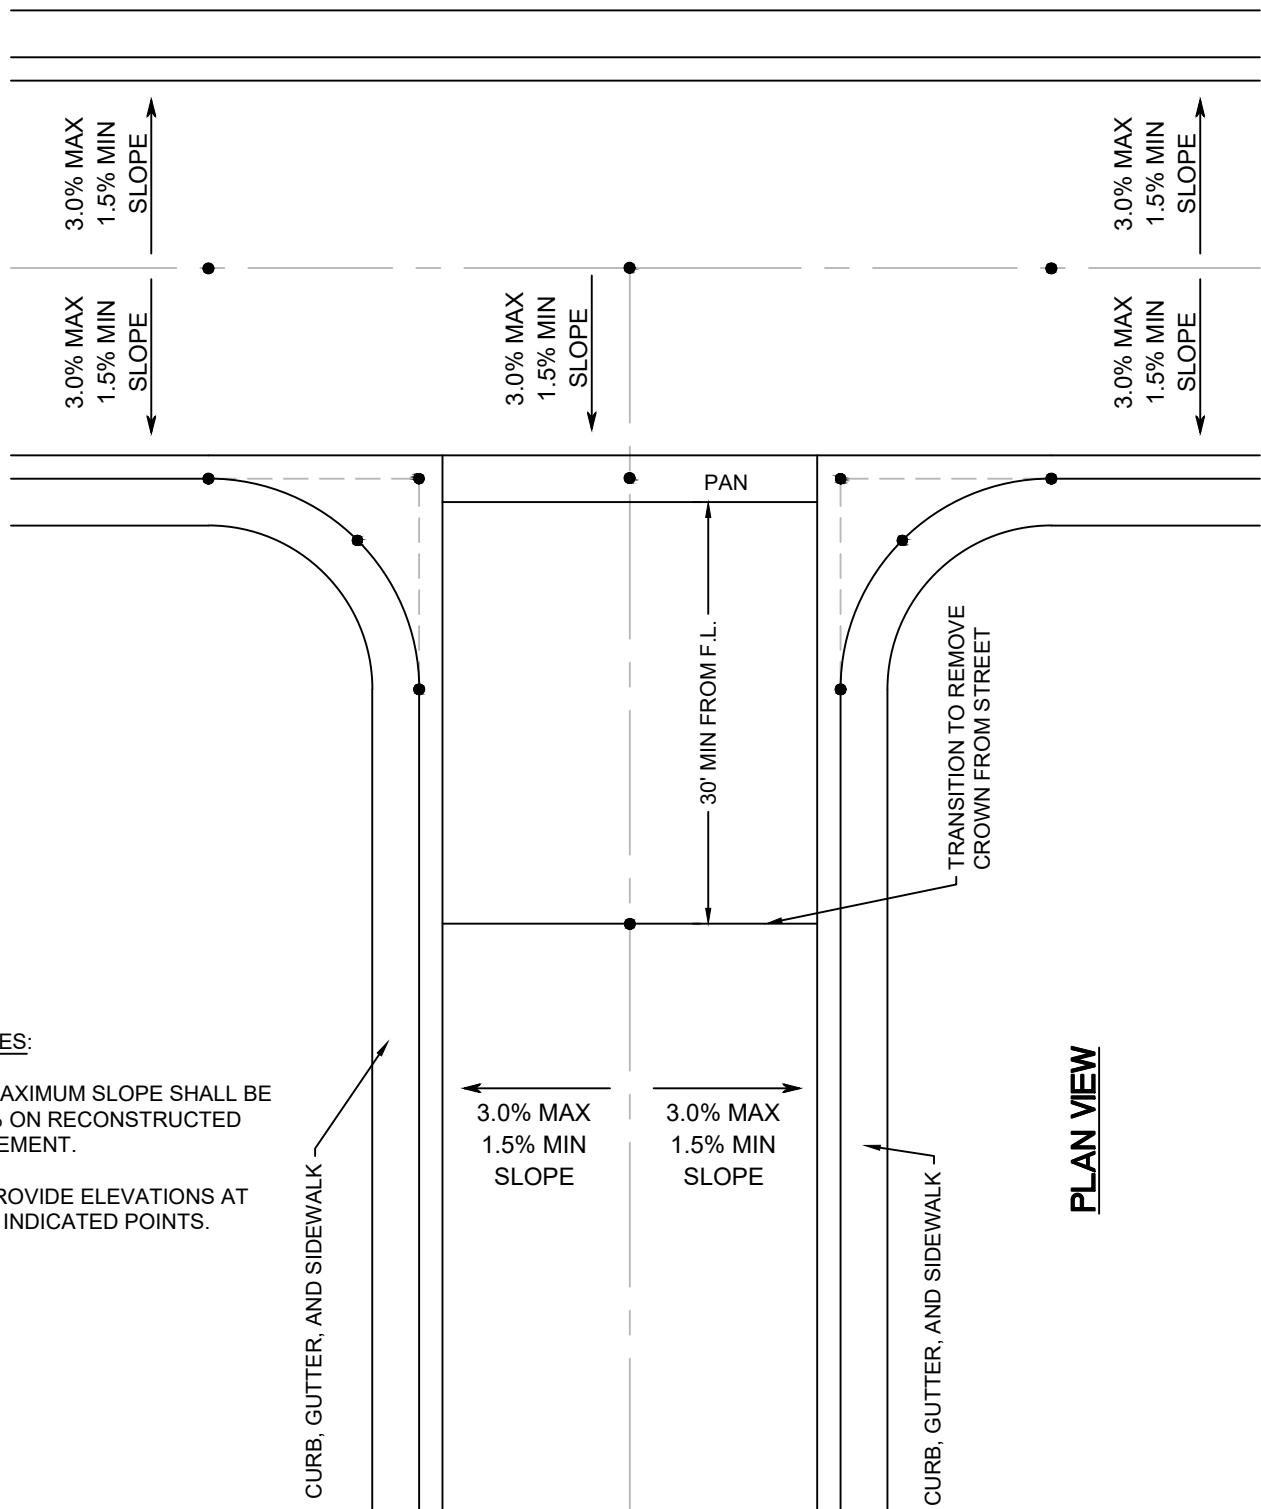 3.0% MAX
1.5% MIN
SLOPE
3.0% MAX
1.5% MIN
SLOPE
3.0% MAX
1.5% MIN
SLOPE
3.0% MAX
1.5% MIN
SLOPE
3.0% MAX
1.5% MIN
SLOPE
PAN
30' MIN FROM F.L.
TRANSITION TO REMOVE
CROWN FROM STREET
ES:
AXIMUM SLOPE SHALL BE
% ON RECONSTRUCTED
EMENT.
ROVIDE ELEVATIONS AT
INDICATED POINTS.
3.0% MAX
1.5% MIN
SLOPE
3.0% MAX
1.5% MIN
SLOPE
CURB, GUTTER, AND SIDEWALK
CURB, GUTTER, AND SIDEWALK
PLAN VIEW